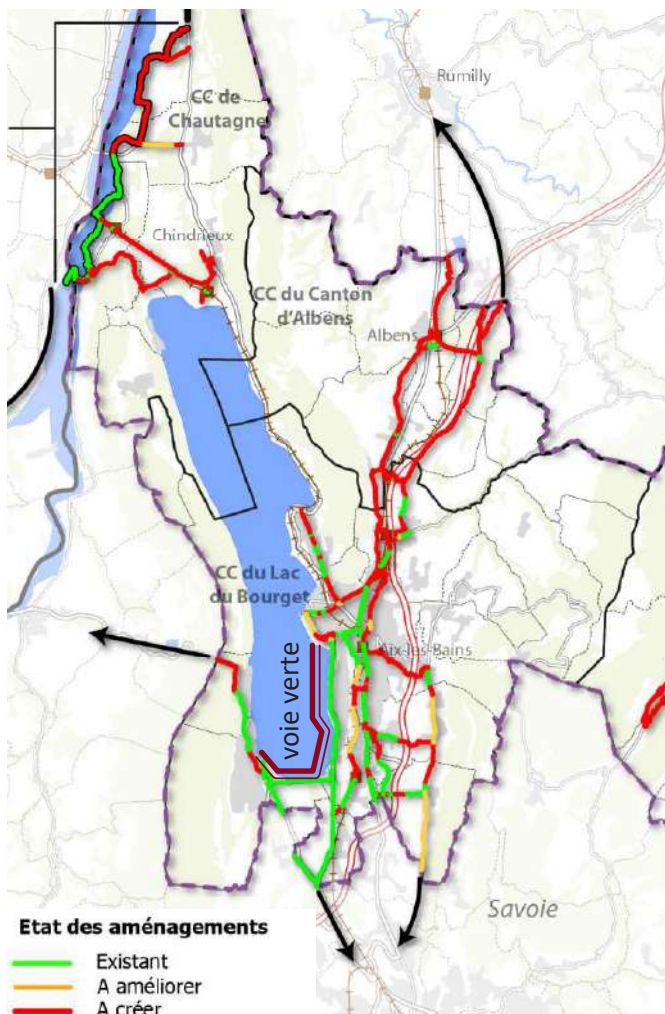 Rumilly
CC de
Chautagne
Chindrieux
CC du Canton
d'Albens
Albens
CC du Lac
du Bourget
Aix-les-Bains
voie verte
Savoie
Etat des aménagements
Existant
A améliorer
A créer